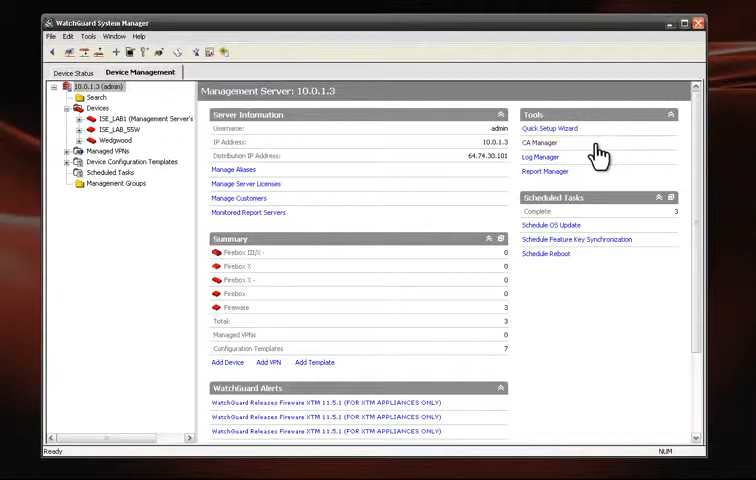 WatchGuard System Manager
File Edit Tools Window Help
Device Status Device Management
10.0.1.3 (admin)
Search
Devices
ISE_LAB1 (Management Server's
ISE_LAB_55W
Wedgwood
Managed VPNs
Device Configuration Templates
Scheduled Tasks
Management Groups
Management Server: 10.0.1.3
Server Information
Username: admin
IP Address: 10.0.1.3
Distribution IP Address: 64.74.30.101
Manage Aliases
Manage Server Licenses
Manage Customers
Monitored Report Servers
Summary
Firebox III/X - 0
Firebox X 0
Firebox X - 0
Firebox 0
Fireware 3
Total: 3
Managed VPNs 0
Configuration Templates 7
Add Device Add VPN Add Template
WatchGuard Alerts
WatchGuard Releases Fireware XTM 11.5.1 (FOR XTM APPLIANCES ONLY)
WatchGuard Releases Fireware XTM 11.5.1 (FOR XTM APPLIANCES ONLY)
WatchGuard Releases Fireware XTM 11.5.1 (FOR XTM APPLIANCES ONLY)
Tools
Quick Setup Wizard
CA Manager
Log Manager
Report Manager
Scheduled Tasks
Complete 3
Schedule OS Update
Schedule Feature Key Synchronization
Schedule Reboot
Ready NUM